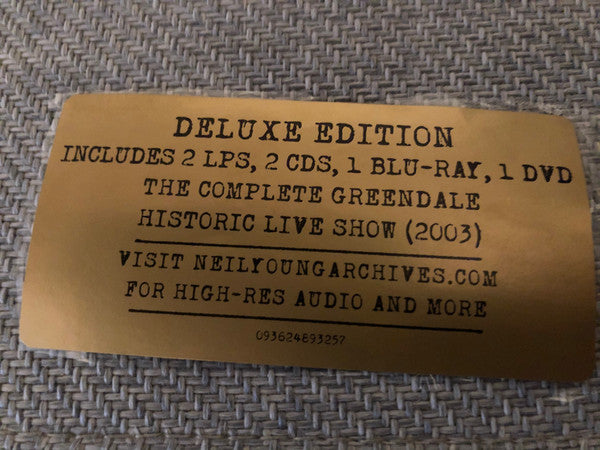 DELUXE EDITION
INCLUDES 2 LPS, 2 CDS, 1 BLU-RAY, 1 DVD
THE COMPLETE GREENDALE
HISTORIC LIVE SHOW (2003)
VISIT NEILYOUNGARCHIVES.COM
FOR HIGH-RES AUDIO AND MORE
093624893257